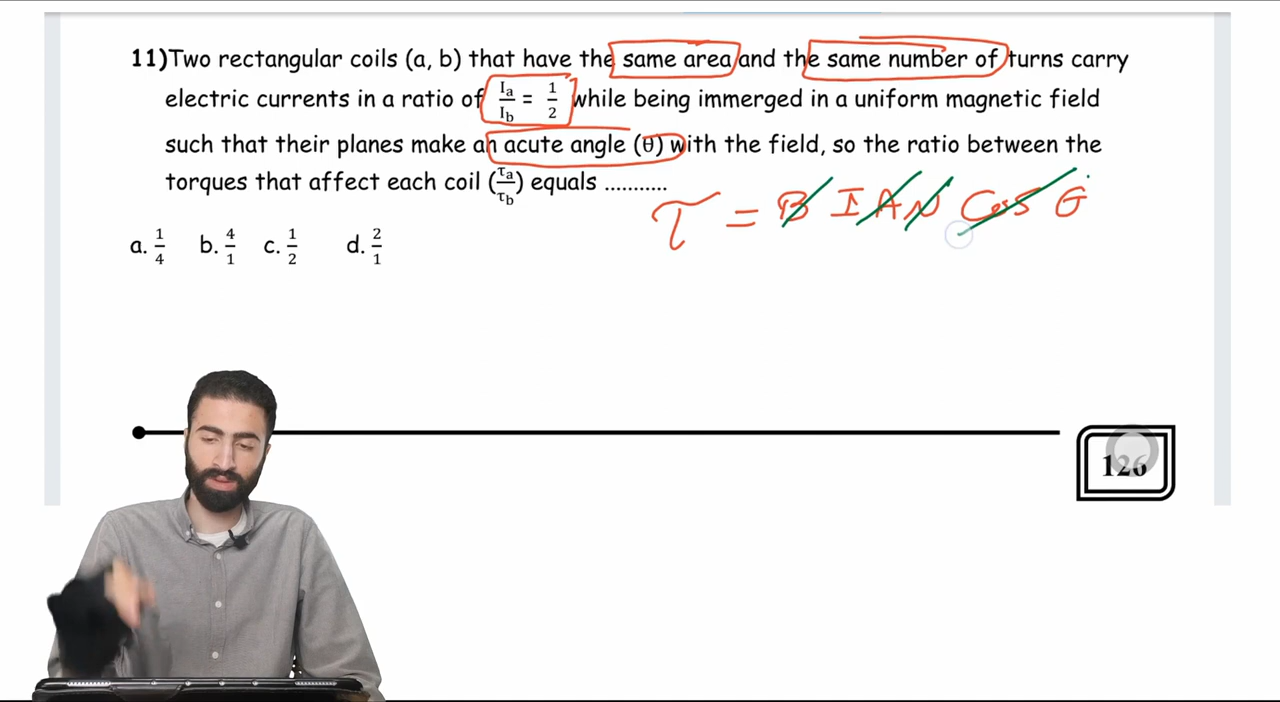 11)Two rectangular coils (a, b) that have the same area and the same number of turns carry
electric currents in a ratio of Ia/Ib = 1/2 while being immerged in a uniform magnetic field
such that their planes make an acute angle (θ) with the field, so the ratio between the
torques that affect each coil (τa/τb) equals ...........
τ = B I A N Cos θ
a. 1/4 b. 4/1 c. 1/2 d. 2/1
126